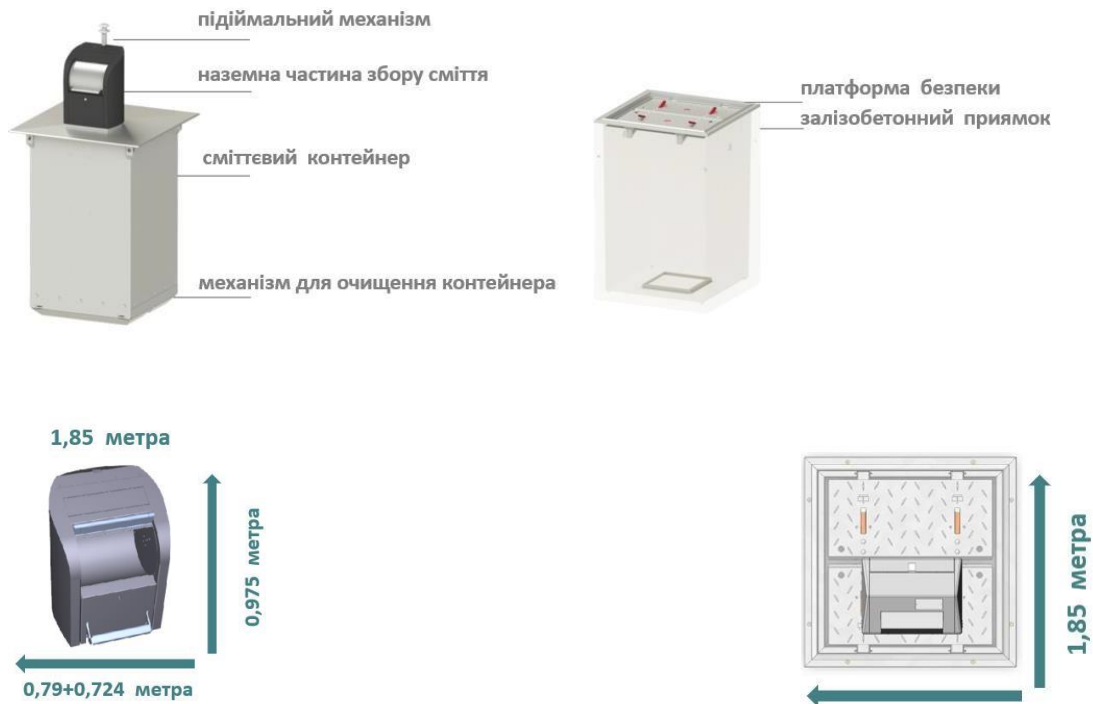 підіймальний механізм
наземна частина збору сміття
сміттєвий контейнер
механізм для очищення контейнера
платформа безпеки
залізобетонний приямок
1,85 метра
0,975 метра
0,79+0,724 метра
1,85 метра